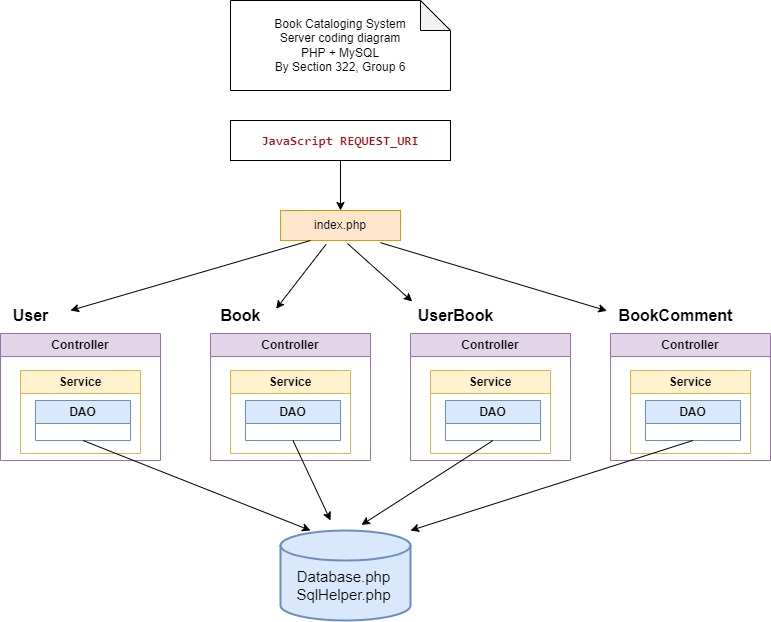 Book Cataloging System
Server coding diagram
PHP + MySQL
By Section 322, Group 6
JavaScript REQUEST_URI
index.php
User
Book
UserBook
BookComment
Controller
Controller
Controller
Controller
Service
Service
Service
Service
DAO
DAO
DAO
DAO
Database.php
SqlHelper.php